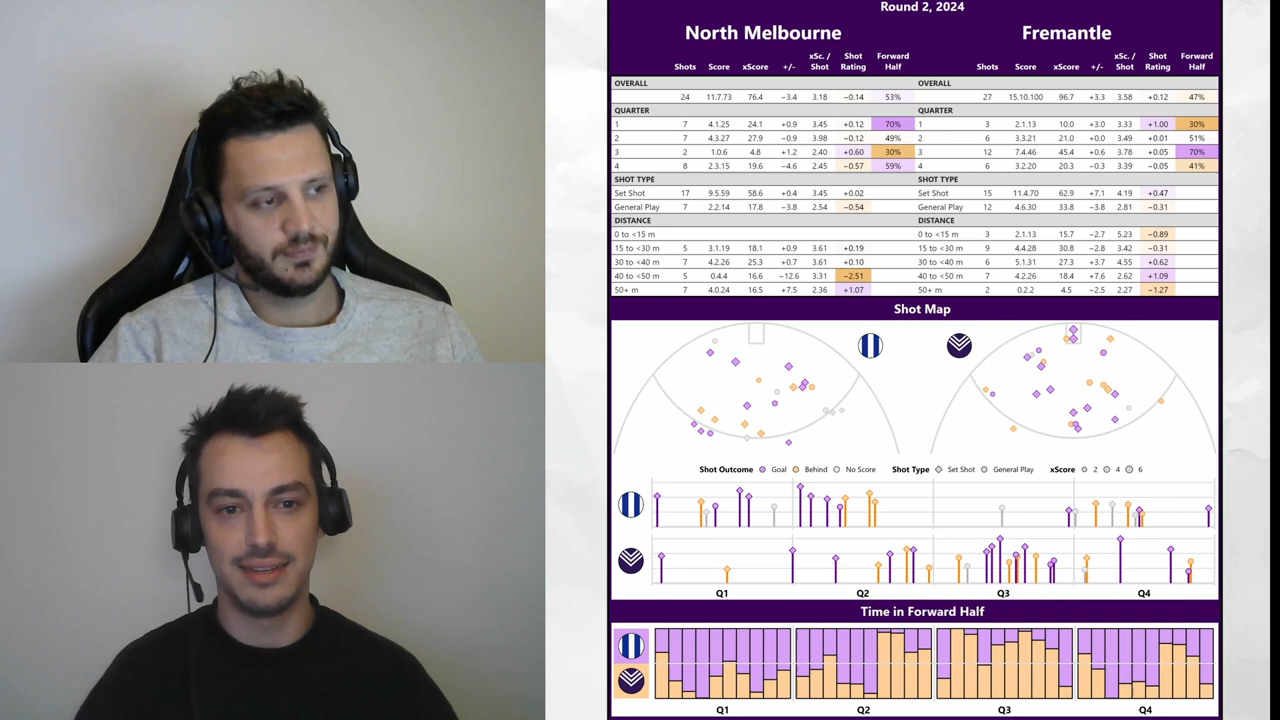 Round 2, 2024
North Melbourne Fremantle
Shots Score xScore +/- xSc. / Shot Shot Rating Forward Half Shots Score xScore +/- xSc. / Shot Shot Rating Forward Half
OVERALL OVERALL
24 11.7.73 76.4 −3.4 3.18 −0.14 53% 27 15.10.100 96.7 +3.3 3.58 +0.12 47%
QUARTER QUARTER
1 7 4.1.25 24.1 +0.9 3.45 +0.12 70% 1 3 2.1.13 10.0 +3.0 3.33 +1.00 30%
2 7 4.3.27 27.9 −0.9 3.98 −0.12 49% 2 6 3.3.21 21.0 +0.0 3.49 +0.01 51%
3 2 1.0.6 4.8 +1.2 2.40 +0.60 30% 3 12 7.4.46 45.4 +0.6 3.78 +0.05 70%
4 8 2.3.15 19.6 −4.6 2.45 −0.57 59% 4 6 3.2.20 20.3 −0.3 3.39 −0.05 41%
SHOT TYPE SHOT TYPE
Set Shot 17 9.5.59 58.6 +0.4 3.45 +0.02 Set Shot 15 11.4.70 62.9 +7.1 4.19 +0.47
General Play 7 2.2.14 17.8 −3.8 2.54 −0.54 General Play 12 4.6.30 33.8 −3.8 2.81 −0.31
DISTANCE DISTANCE
0 to <15 m 0 to <15 m 3 2.1.13 15.7 −2.7 5.23 −0.89
15 to <30 m 5 3.1.19 18.1 +0.9 3.61 +0.19 15 to <30 m 9 4.4.28 30.8 −2.8 3.42 −0.31
30 to <40 m 7 4.2.26 25.3 +0.7 3.61 +0.10 30 to <40 m 6 5.1.31 27.3 +3.7 4.55 +0.62
40 to <50 m 5 0.4.4 16.6 −12.6 3.31 −2.51 40 to <50 m 7 4.2.26 18.4 +7.6 2.62 +1.09
50+ m 7 4.0.24 16.5 +7.5 2.36 +1.07 50+ m 2 0.2.2 4.5 −2.5 2.27 −1.27
Shot Map
Shot Outcome Goal Behind No Score Shot Type Set Shot General Play xScore 2 4 6
Q1 Q2 Q3 Q4
Time in Forward Half
Q1 Q2 Q3 Q4